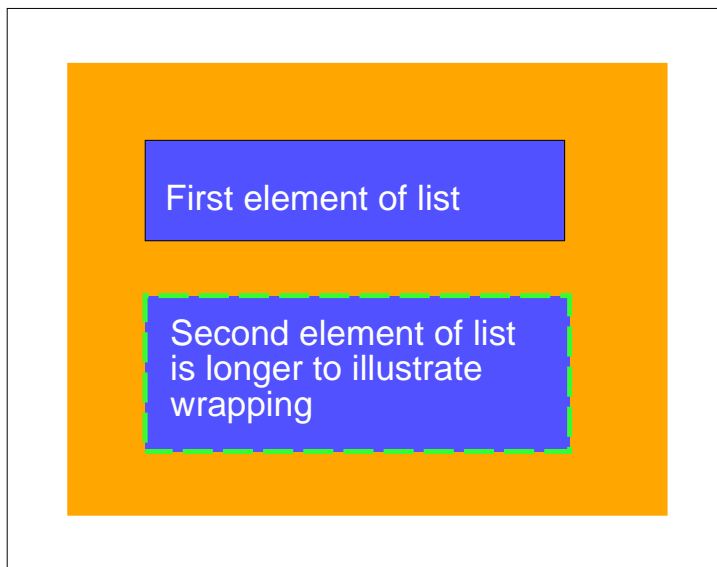 First element of list
Second element of list
is longer to illustrate
wrapping